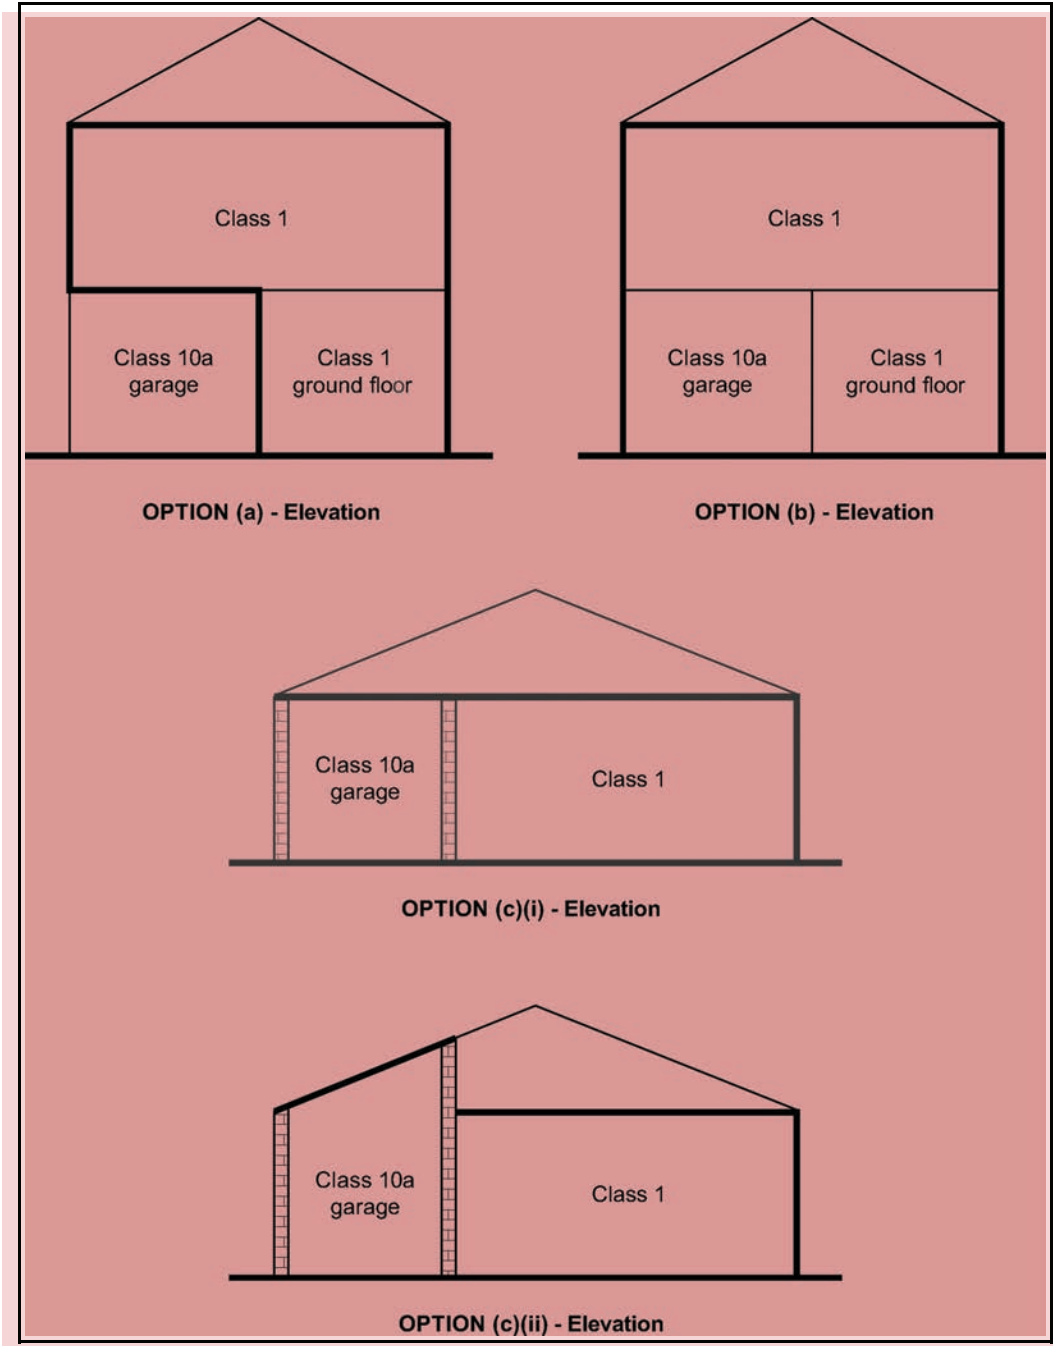 Class 1
Class 10a
garage
Class 1
ground floor
OPTION (a) - Elevation
Class 1
Class 10a
garage
Class 1
ground floor
OPTION (b) - Elevation
Class 10a
garage
Class 1
OPTION (c)(i) - Elevation
Class 10a
garage
Class 1
OPTION (c)(ii) - Elevation